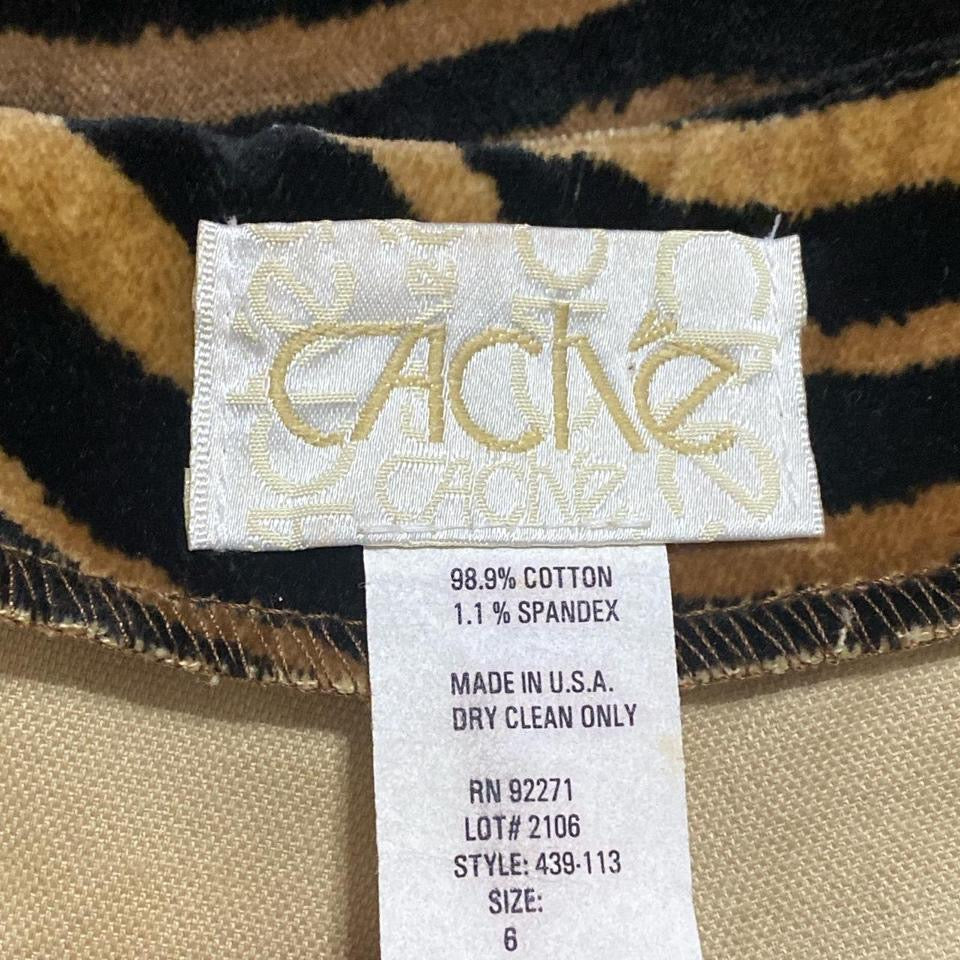 CAChé
CAChé
98.9% COTTON
1.1 % SPANDEX
MADE IN U.S.A.
DRY CLEAN ONLY
RN 92271
LOT# 2106
STYLE: 439-113
SIZE:
6